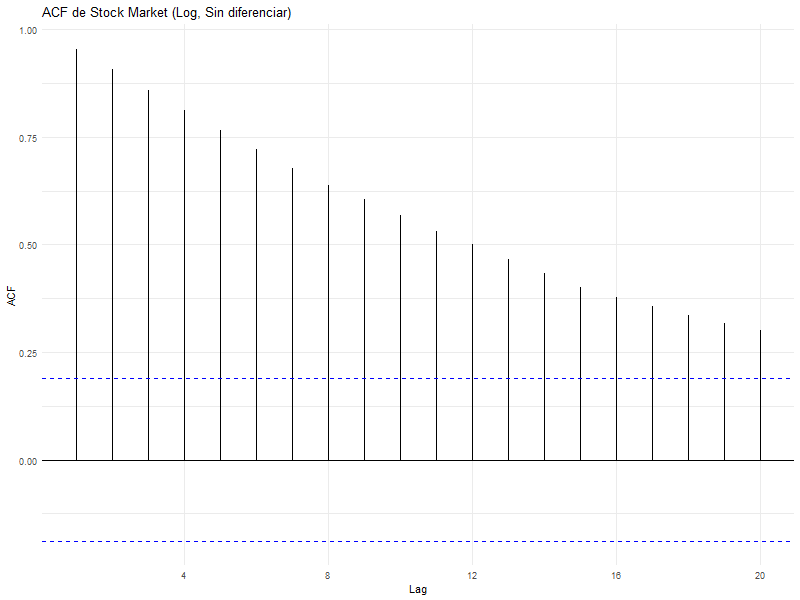 ACF de Stock Market (Log, Sin diferenciar)
1.00
0.75
0.50
0.25
0.00
ACF
4 8 12 16 20
Lag